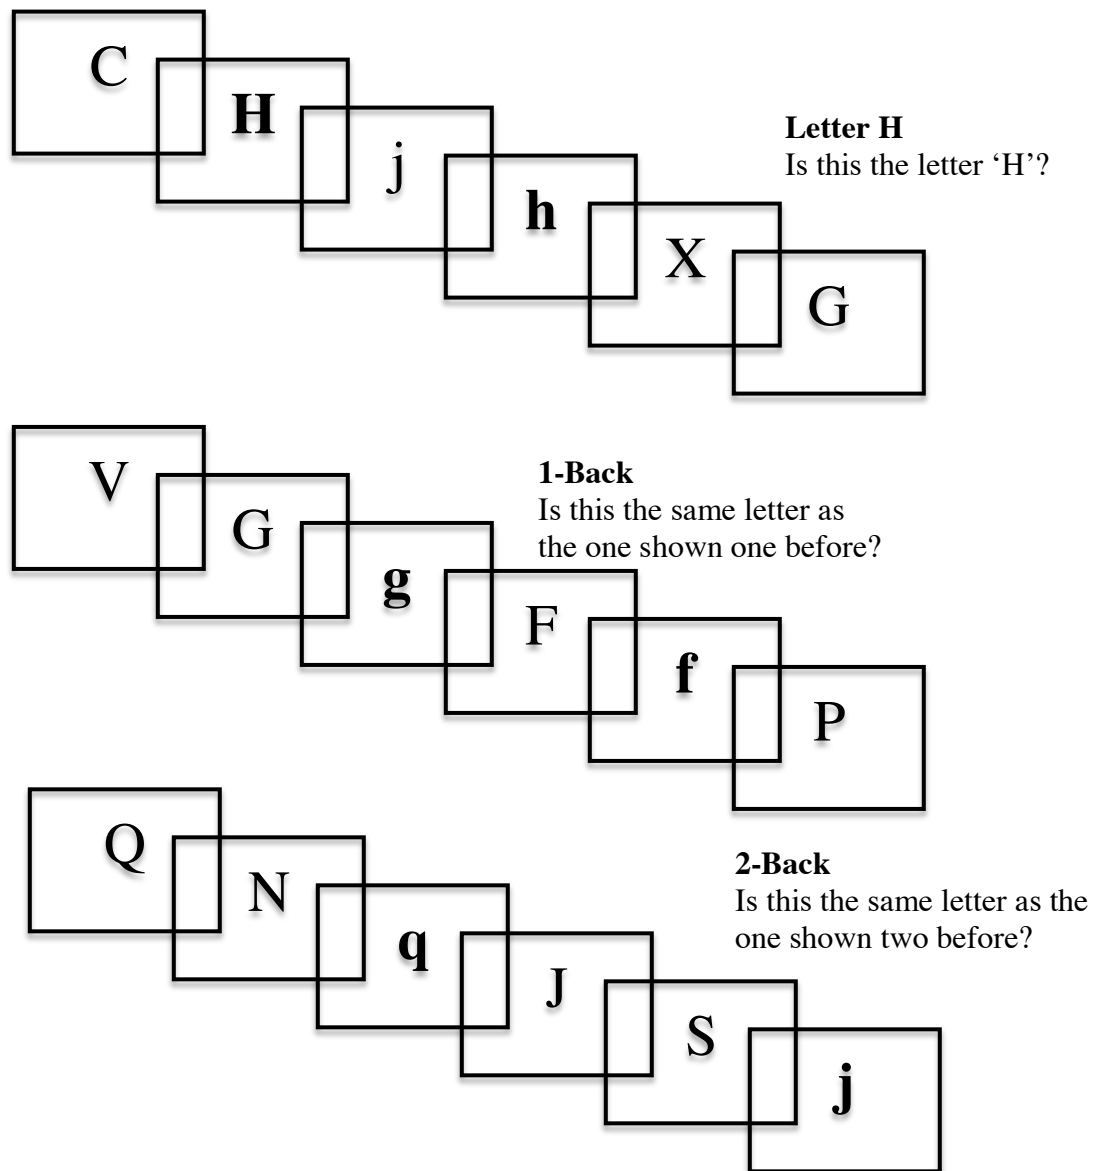 C
H
j
h
X
G
Letter H
Is this the letter ‘H’?
V
G
g
F
f
P
1-Back
Is this the same letter as
the one shown one before?
Q
N
q
J
S
j
2-Back
Is this the same letter as the
one shown two before?